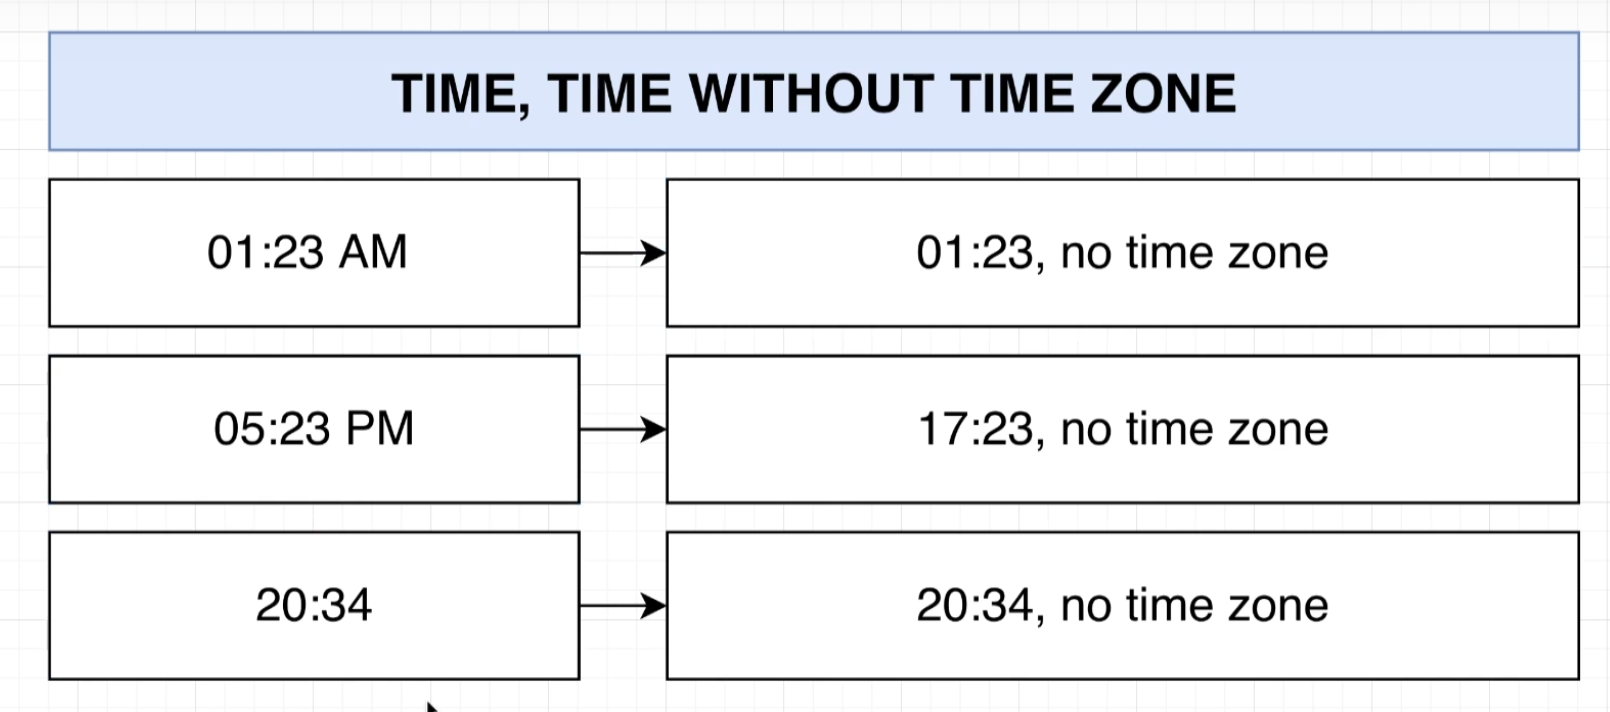 TIME, TIME WITHOUT TIME ZONE
01:23 AM
01:23, no time zone
05:23 PM
17:23, no time zone
20:34
20:34, no time zone